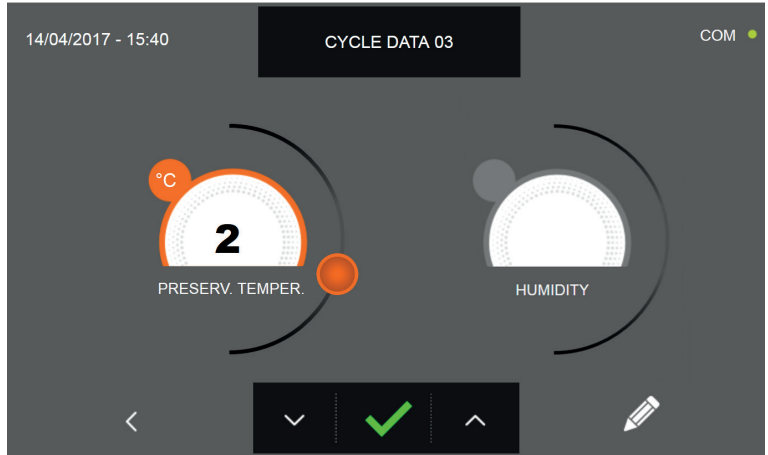 14/04/2017 - 15:40
CYCLE DATA 03
COM
°C
2
PRESERV. TEMPER.
HUMIDITY